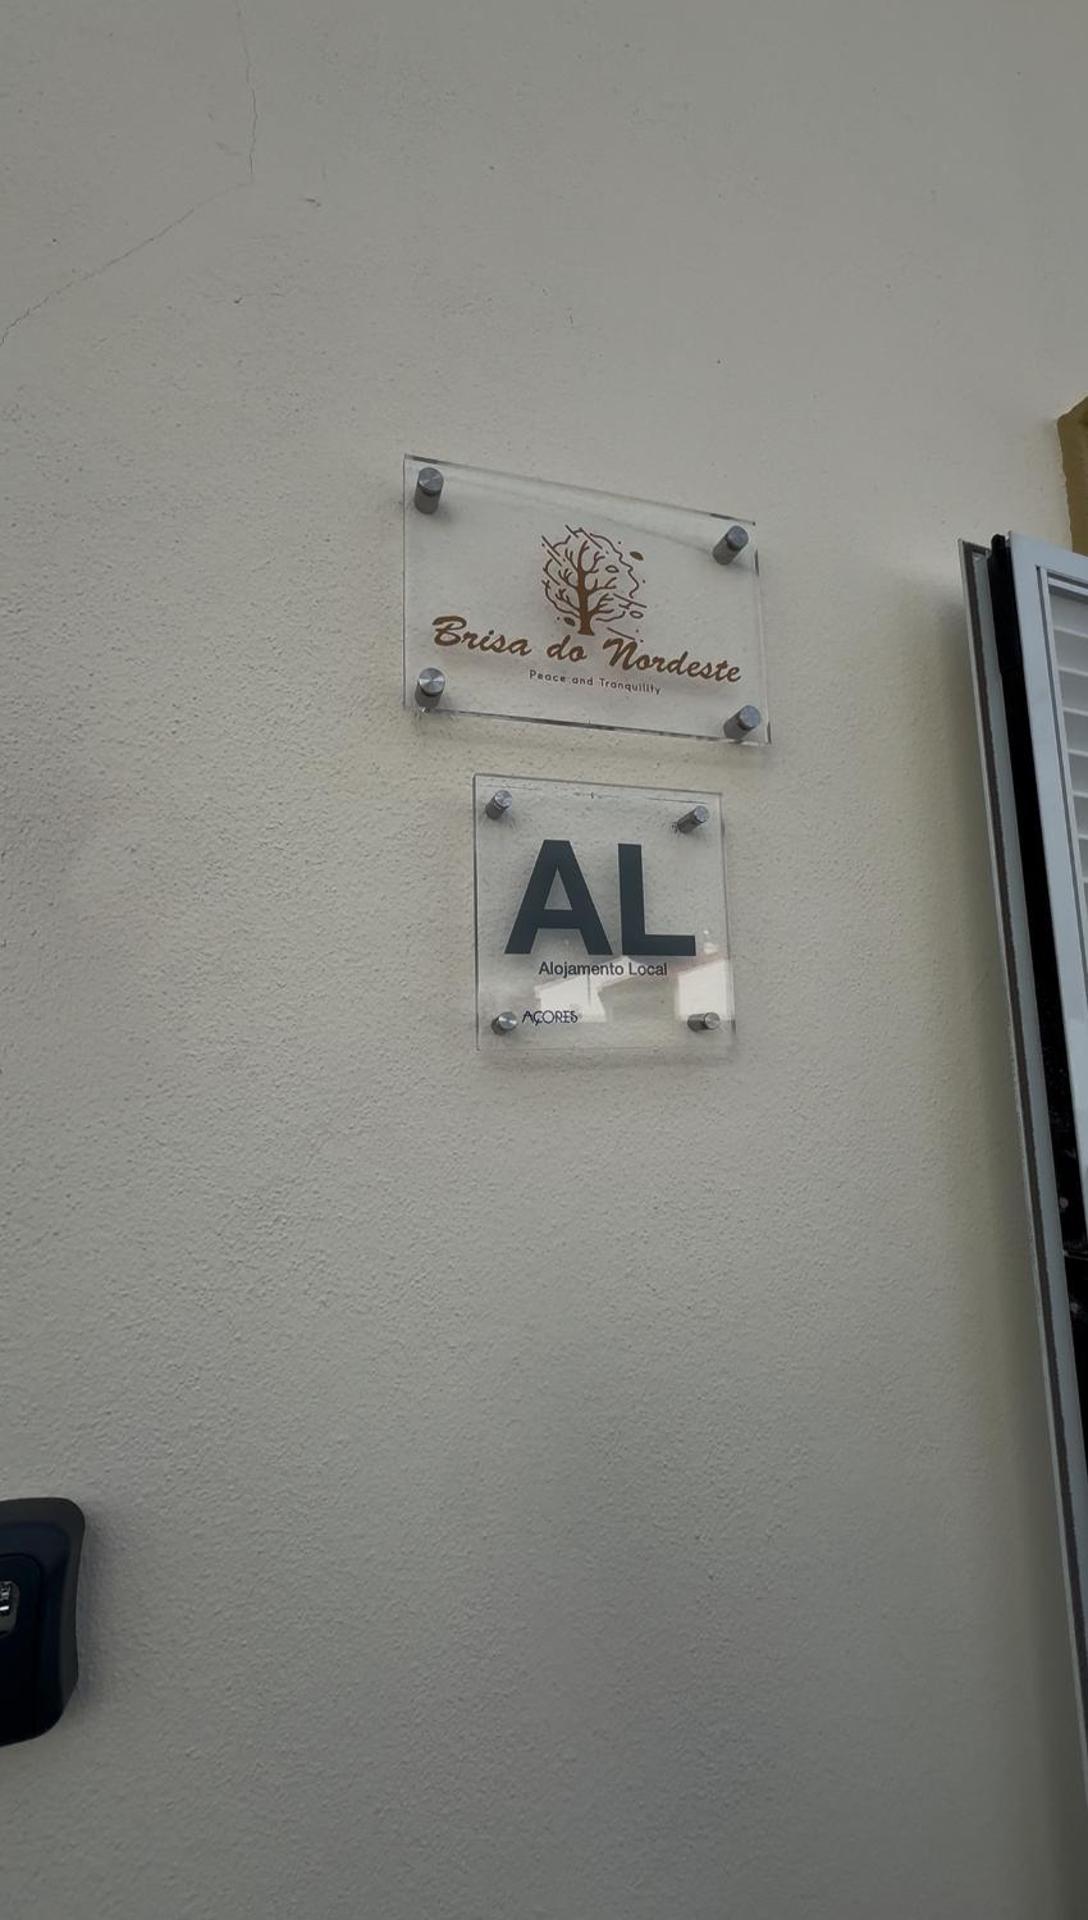 Brisa do Nordeste
Peace and Tranquility
AL
Alojamento Local
AÇORES